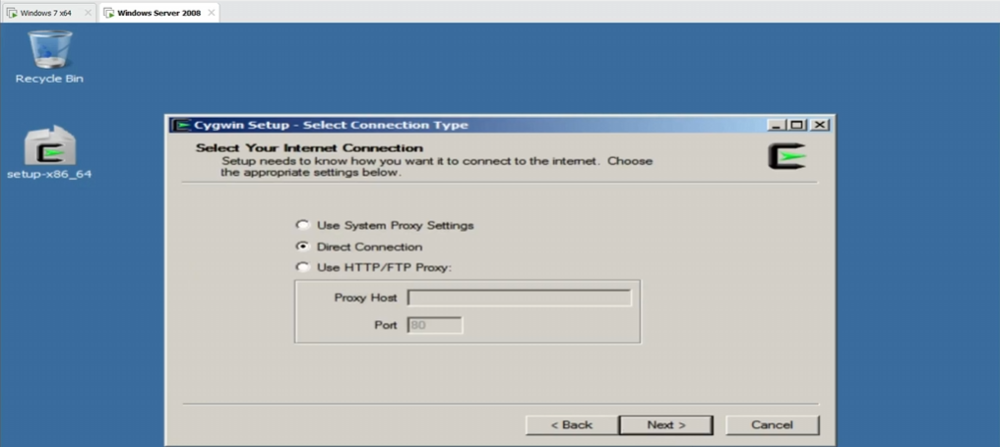 Windows 7 x64
Windows Server 2008
Recycle Bin
setup-x86_64
Cygwin Setup - Select Connection Type
Select Your Internet Connection
Setup needs to know how you want it to connect to the internet. Choose
the appropriate settings below.
Use System Proxy Settings
Direct Connection
Use HTTP/FTP Proxy:
Proxy Host
Port 80
< Back Next > Cancel